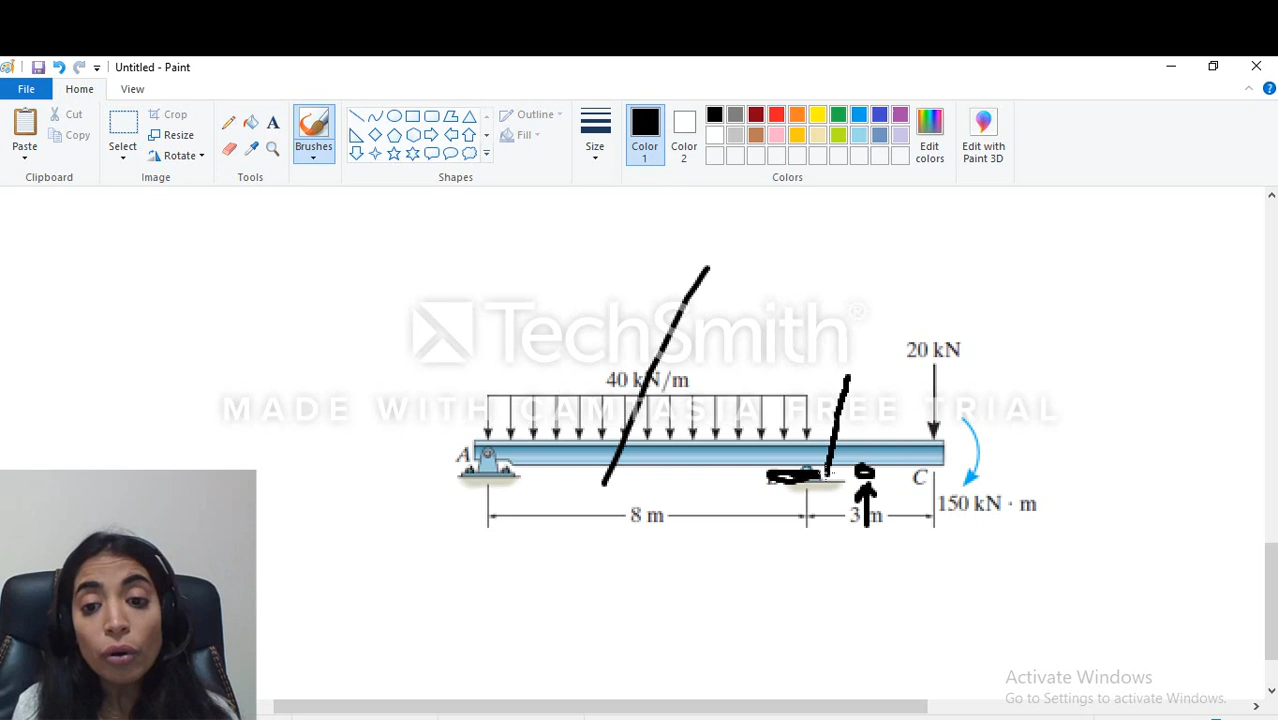 Untitled - Paint
File Home View
Paste
Cut
Copy
Clipboard
Select
Crop
Resize
Rotate
Image
Tools
Brushes
Outline
Fill
Shapes
Size
Color 1
Color 2
Edit colors
Colors
Edit with Paint 3D
TechSmith®
MADE WITH CAMTASIA FREE TRIAL
20 kN
40 kN/m
A
C
150 kN · m
8 m
3 m
Activate Windows
Go to Settings to activate Windows.